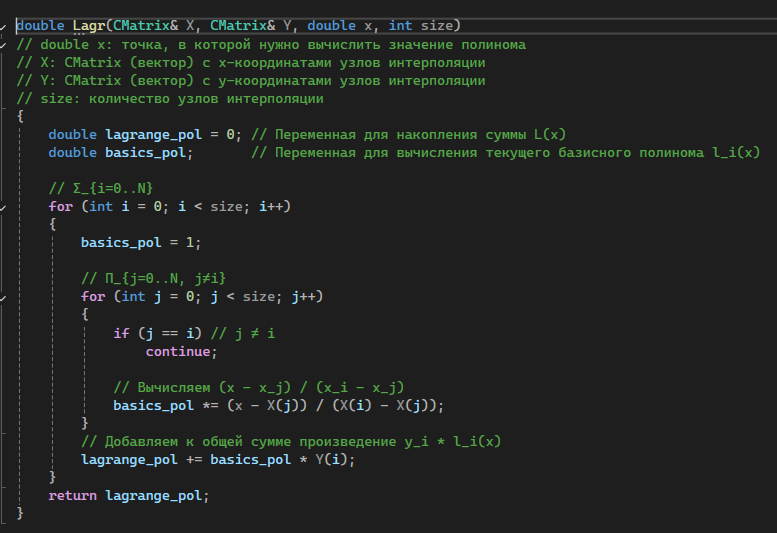 double Lagr(CMatrix& X, CMatrix& Y, double x, int size)
// double x: точка, в которой нужно вычислить значение полинома
// X: CMatrix (вектор) с x-координатами узлов интерполяции
// Y: CMatrix (вектор) с y-координатами узлов интерполяции
// size: количество узлов интерполяции
{
    double lagrange_pol = 0; // Переменная для накопления суммы L(x)
    double basics_pol;       // Переменная для вычисления текущего базисного полинома l_i(x)

    // Σ_{i=0..N}
    for (int i = 0; i < size; i++)
    {
        basics_pol = 1;

        // Π_{j=0..N, j≠i}
        for (int j = 0; j < size; j++)
        {
            if (j == i) // j ≠ i
                continue;

            // Вычисляем (x - x_j) / (x_i - x_j)
            basics_pol *= (x - X(j)) / (X(i) - X(j));
        }
        // Добавляем к общей сумме произведение y_i * l_i(x)
        lagrange_pol += basics_pol * Y(i);
    }
    return lagrange_pol;
}